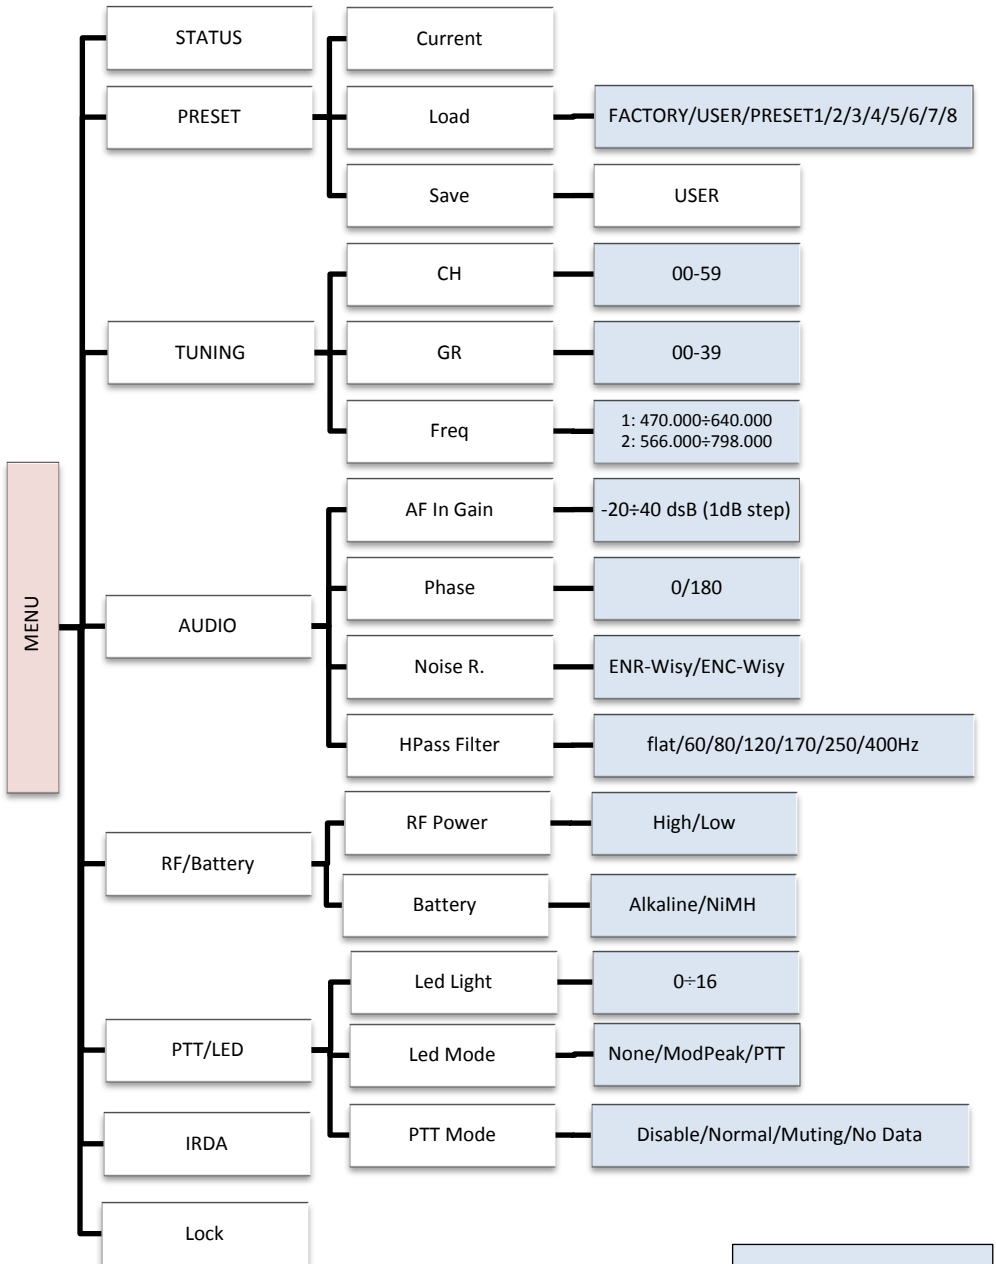 STATUS
Current
PRESET
Load
FACTORY/USER/PRESET1/2/3/4/5/6/7/8
Save
USER
CH
00-59
TUNING
GR
00-39
Freq
1: 470.000÷640.000
2: 566.000÷798.000
MENU
AF In Gain
-20÷40 dsB (1dB step)
Phase
0/180
AUDIO
Noise R.
ENR-Wisy/ENC-Wisy
HPass Filter
flat/60/80/120/170/250/400Hz
RF Power
High/Low
RF/Battery
Battery
Alkaline/NiMH
Led Light
0÷16
PTT/LED
Led Mode
None/ModPeak/PTT
PTT Mode
Disable/Normal/Muting/No Data
IRDA
Lock